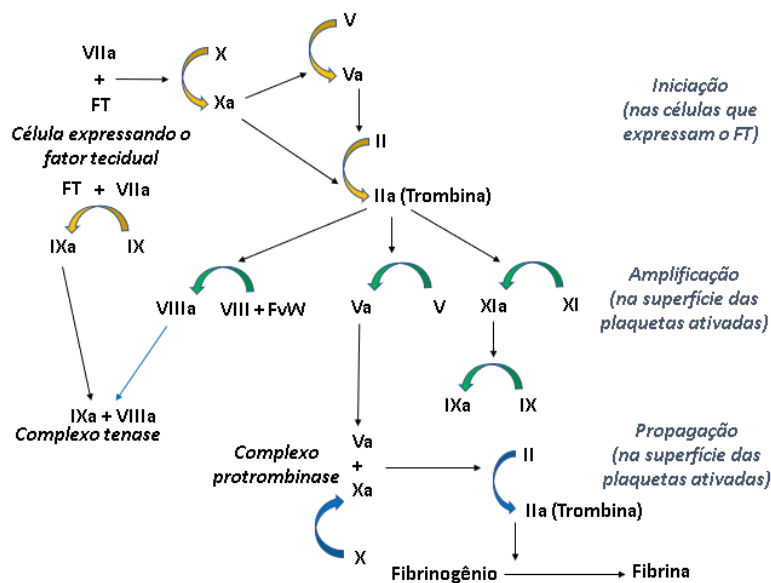 V
VIIa
X
Iniciação
+
Va
(nas células que
FT
Xa
expressam o FT)
Célula expressando o
fator tecidual
II
FT + VIIa
IIa (Trombina)
IXa
IX
Amplificação
VIIIa
VIII + FvW
Va
V
XIa
XI
(na superfície das
plaquetas ativadas)
IXa
IX
IXa + VIIIa
Complexo tenase
Va
Propagação
Complexo
protrombinase
+
II
(na superfície das
Xa
plaquetas ativadas)
IIa (Trombina)
X
Fibrinogênio
Fibrina